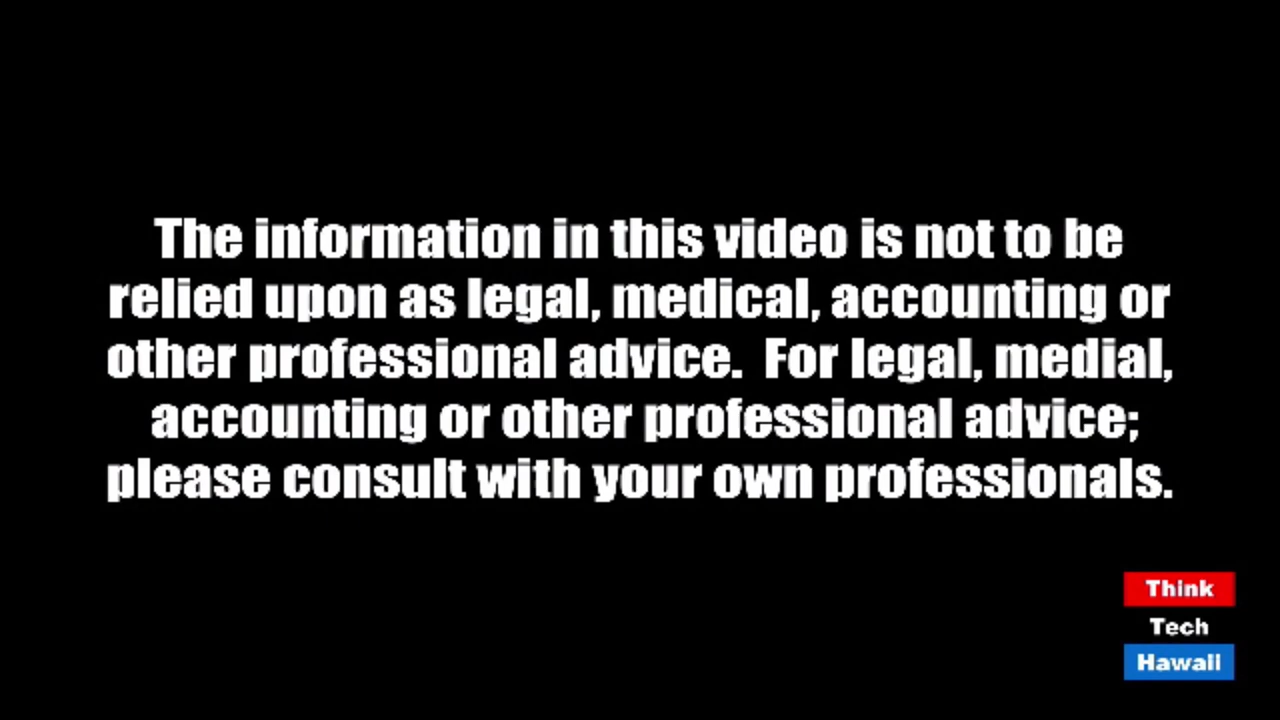 The information in this video is not to be
relied upon as legal, medical, accounting or
other professional advice.  For legal, medial,
accounting or other professional advice;
please consult with your own professionals.
Think
Tech
Hawaii